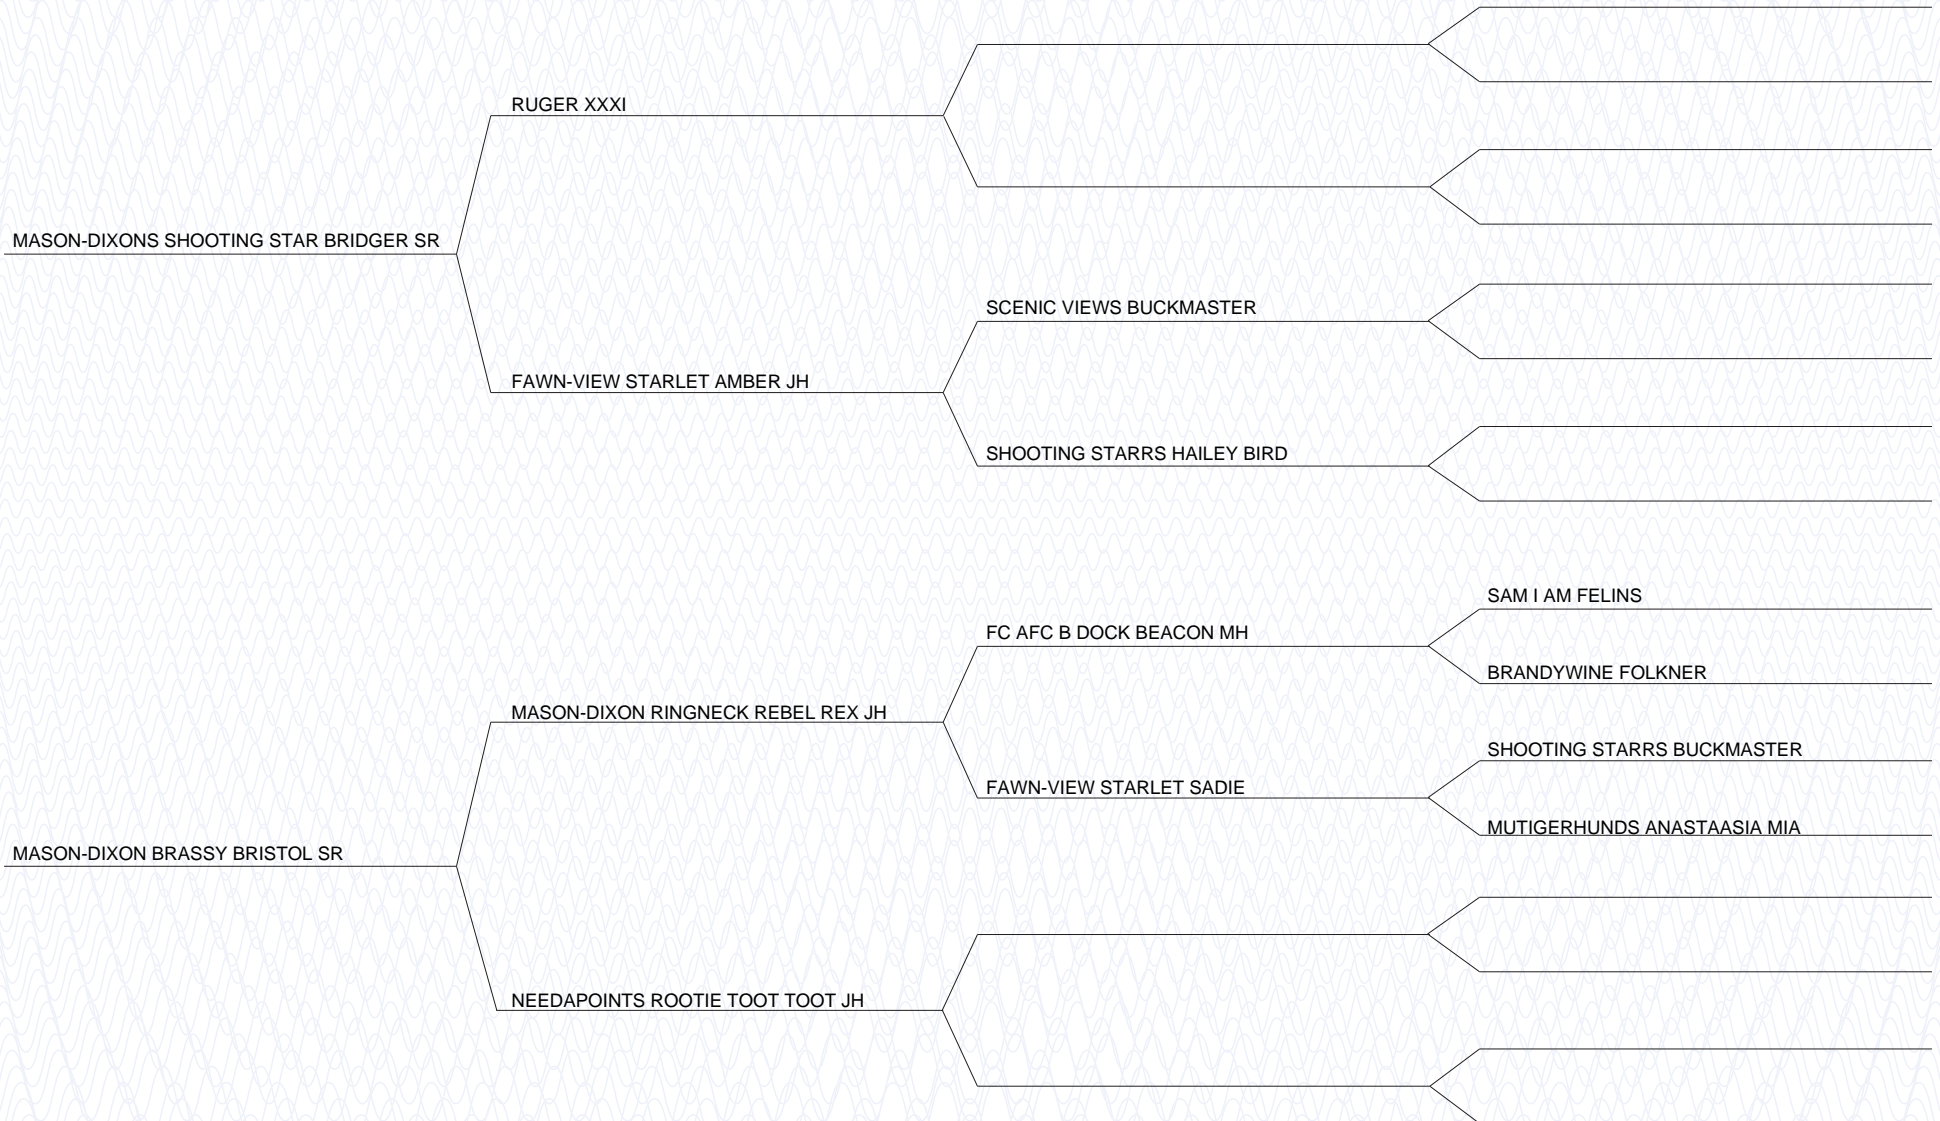 RUGER XXXI
MASON-DIXONS SHOOTING STAR BRIDGER SR
SCENIC VIEWS BUCKMASTER
FAWN-VIEW STARLET AMBER JH
SHOOTING STARRS HAILEY BIRD
SAM I AM FELINS
FC AFC B DOCK BEACON MH
BRANDYWINE FOLKNER
MASON-DIXON RINGNECK REBEL REX JH
SHOOTING STARRS BUCKMASTER
FAWN-VIEW STARLET SADIE
MUTIGERHUNDS ANASTAASIA MIA
MASON-DIXON BRASSY BRISTOL SR
NEEDAPOINTS ROOTIE TOOT TOOT JH